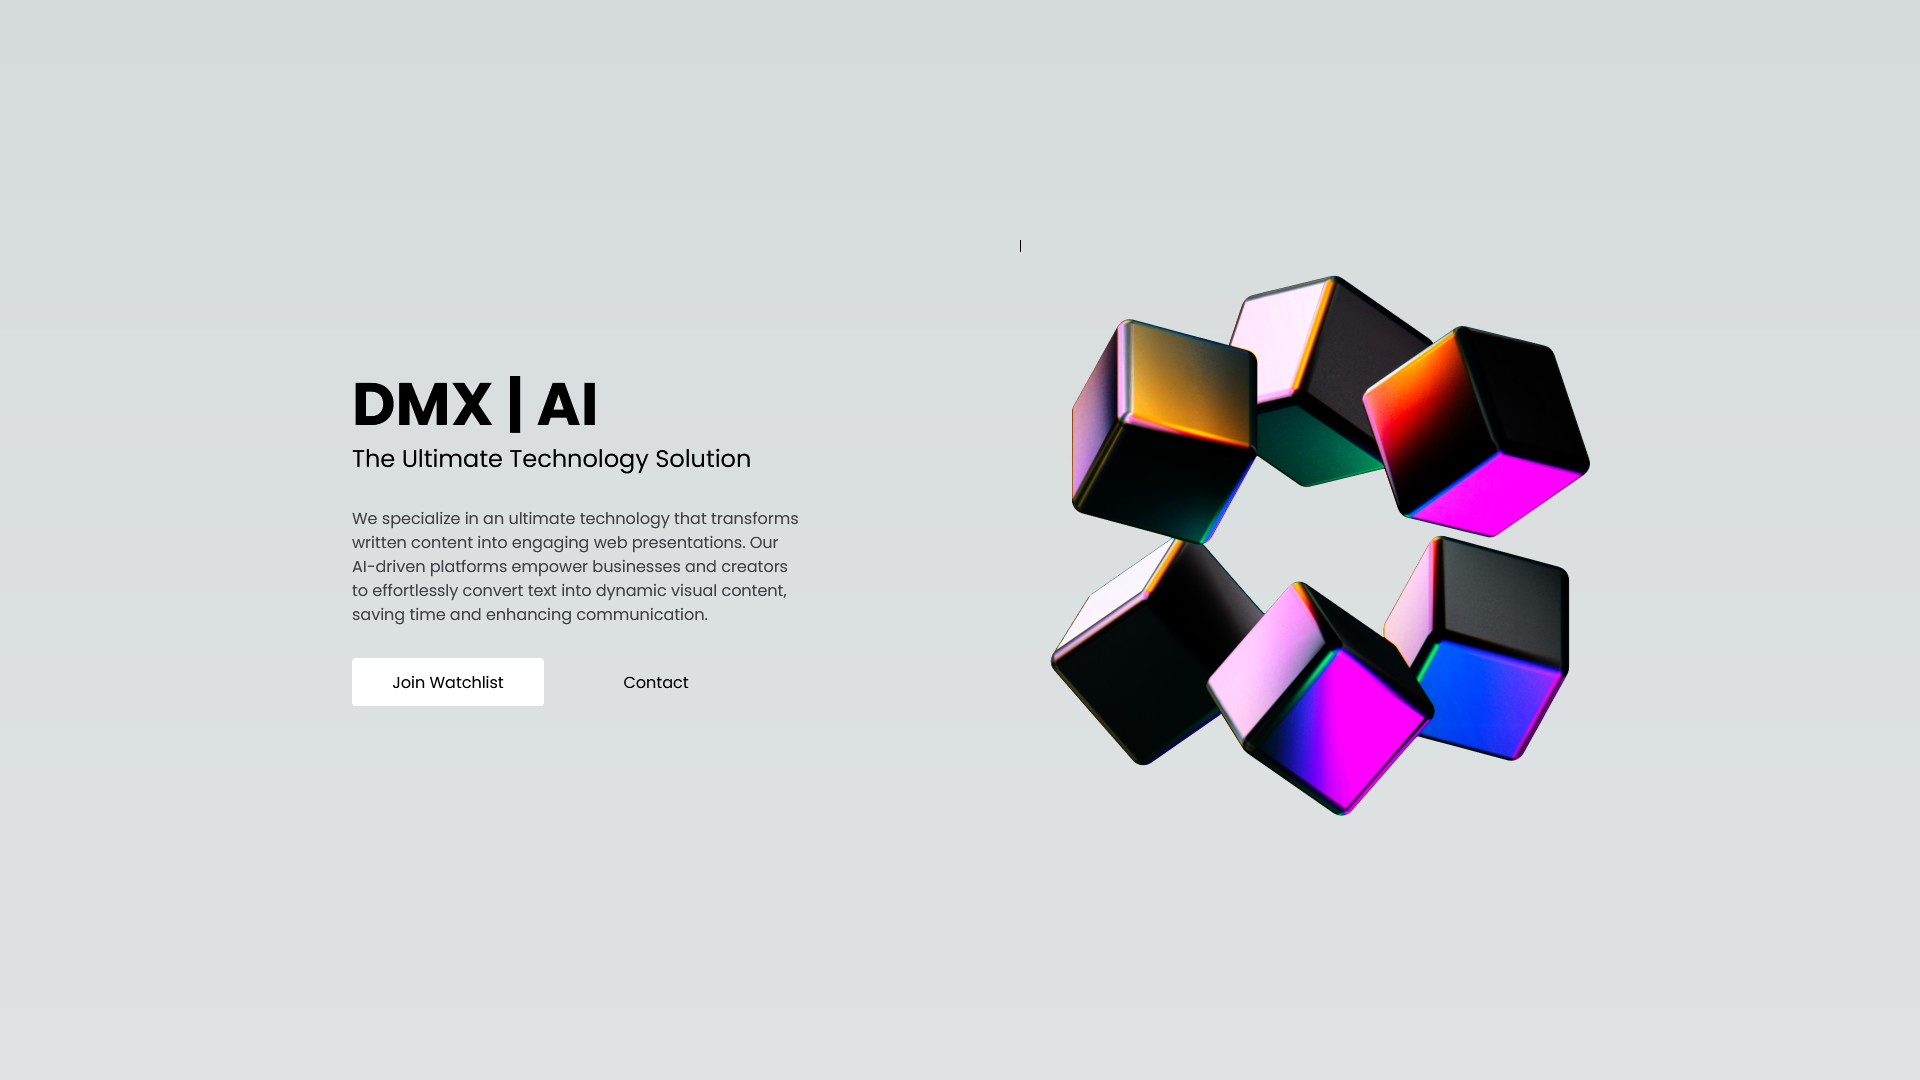 DMX | AI
The Ultimate Technology Solution
We specialize in an ultimate technology that transforms
written content into engaging web presentations. Our
AI-driven platforms empower businesses and creators
to effortlessly convert text into dynamic visual content,
saving time and enhancing communication.
Join Watchlist
Contact